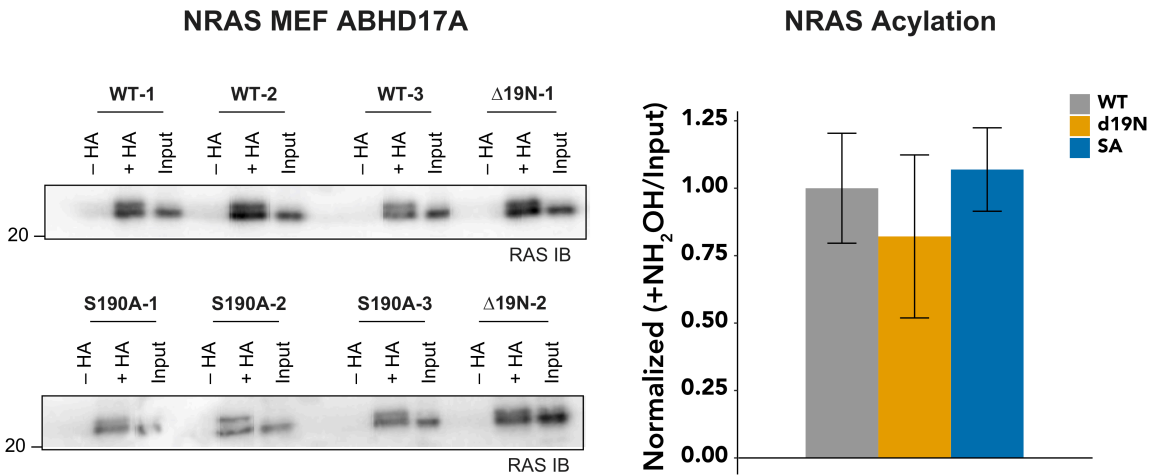 NRAS MEF ABHD17A
WT-1 WT-2 WT-3 Δ19N-1
– HA + HA Input – HA + HA Input – HA + HA Input – HA + HA Input
20
RAS IB
S190A-1 S190A-2 S190A-3 Δ19N-2
– HA + HA Input – HA + HA Input – HA + HA Input – HA + HA Input
20
RAS IB
NRAS Acylation
WT
d19N
SA
Normalized (+NH₂OH/Input)
1.25
1.00
0.75
0.50
0.25
0.00